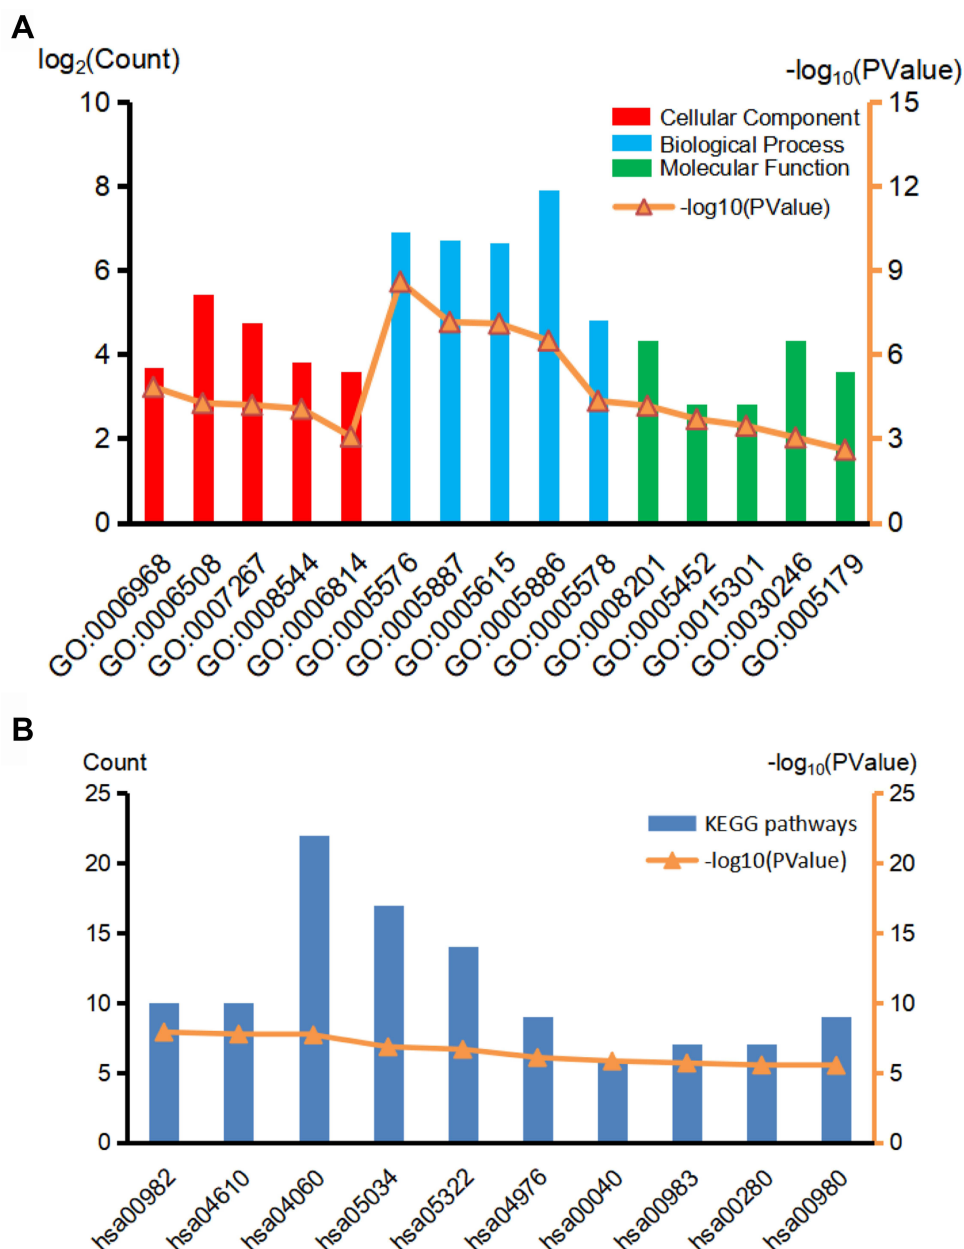 A
log₂(Count)
-log₁₀(PValue)
10
8
6
4
2
0
15
12
9
6
3
0
Cellular Component
Biological Process
Molecular Function
-log10(PValue)
GO:0006968
GO:0006508
GO:0007267
GO:0008544
GO:0006814
GO:0005576
GO:0005887
GO:0005615
GO:0005886
GO:0005578
GO:0008201
GO:0005452
GO:0015301
GO:0030246
GO:0005179
B
Count
-log₁₀(PValue)
25
20
15
10
5
0
25
20
15
10
5
0
KEGG pathways
-log10(PValue)
hsa00982
hsa04610
hsa04060
hsa05034
hsa05322
hsa04976
hsa00040
hsa00983
hsa00280
hsa00980